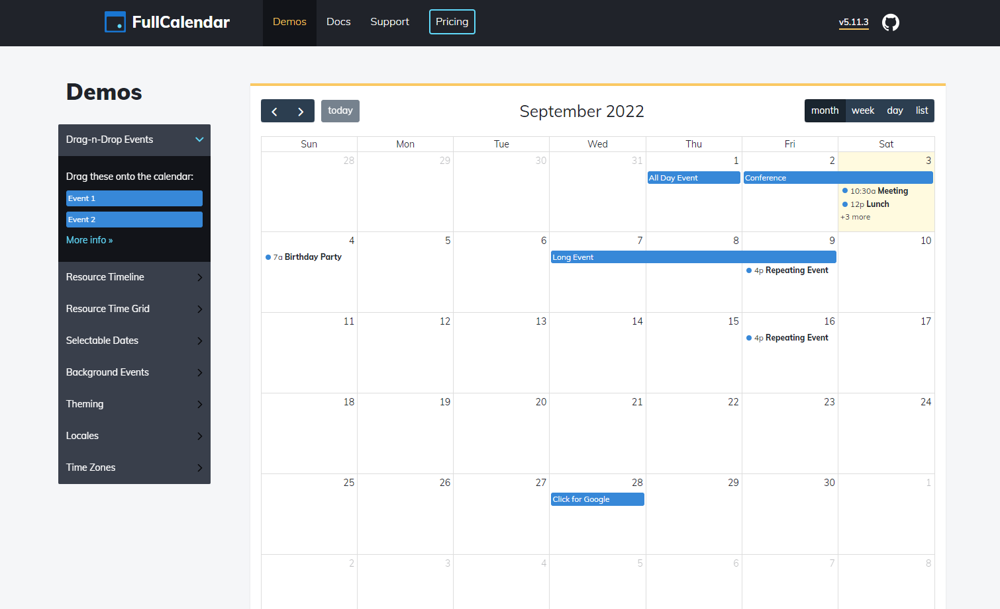 FullCalendar
Demos Docs Support Pricing
v5.11.3
Demos
Drag-n-Drop Events
Drag these onto the calendar:
Event 1
Event 2
More info »
Resource Timeline
Resource Time Grid
Selectable Dates
Background Events
Theming
Locales
Time Zones
today
September 2022
month week day list
Sun Mon Tue Wed Thu Fri Sat
28 29 30 31 1 2 3
All Day Event Conference
10:30a Meeting
12p Lunch
+3 more
4 5 6 7 8 9 10
7a Birthday Party Long Event
4p Repeating Event
11 12 13 14 15 16 17
4p Repeating Event
18 19 20 21 22 23 24
25 26 27 28 29 30 1
Click for Google
2 3 4 5 6 7 8